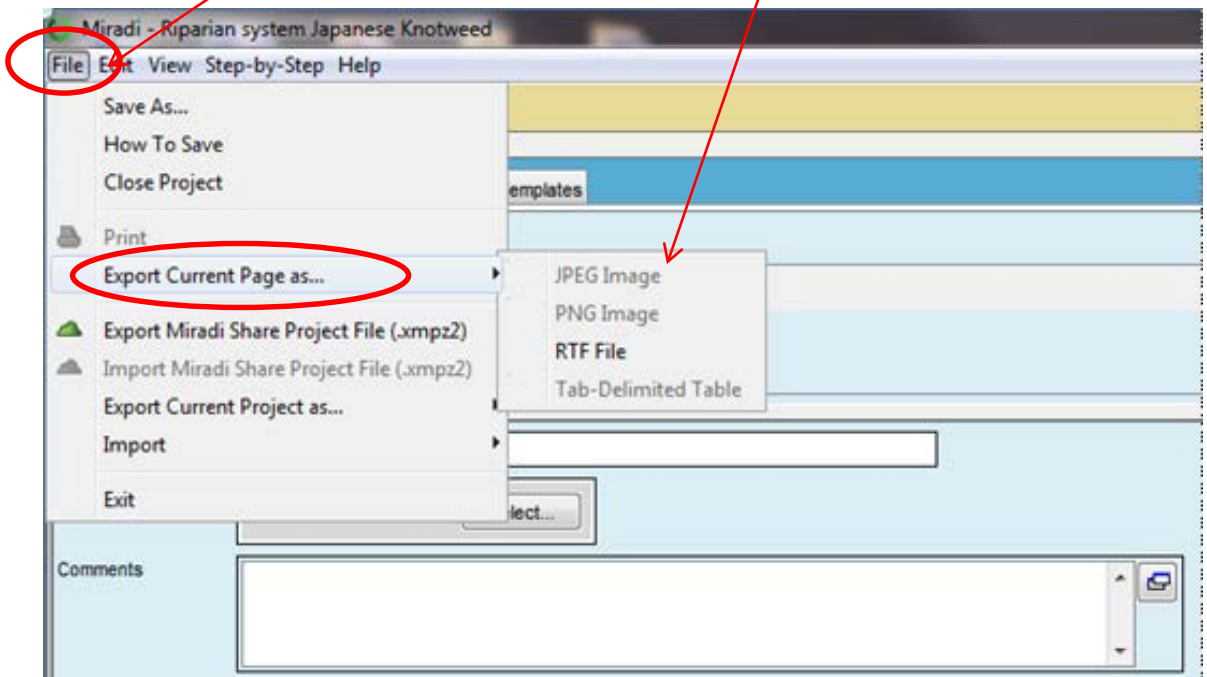 Miradi - Riparian system Japanese Knotweed
File Edit View Step-by-Step Help
Save As...
How To Save
Close Project
emplates
Print
Export Current Page as...
JPEG Image
PNG Image
RTF File
Tab-Delimited Table
Export Miradi Share Project File (.xmpz2)
Import Miradi Share Project File (.xmpz2)
Export Current Project as...
Import
Exit
lect...
Comments